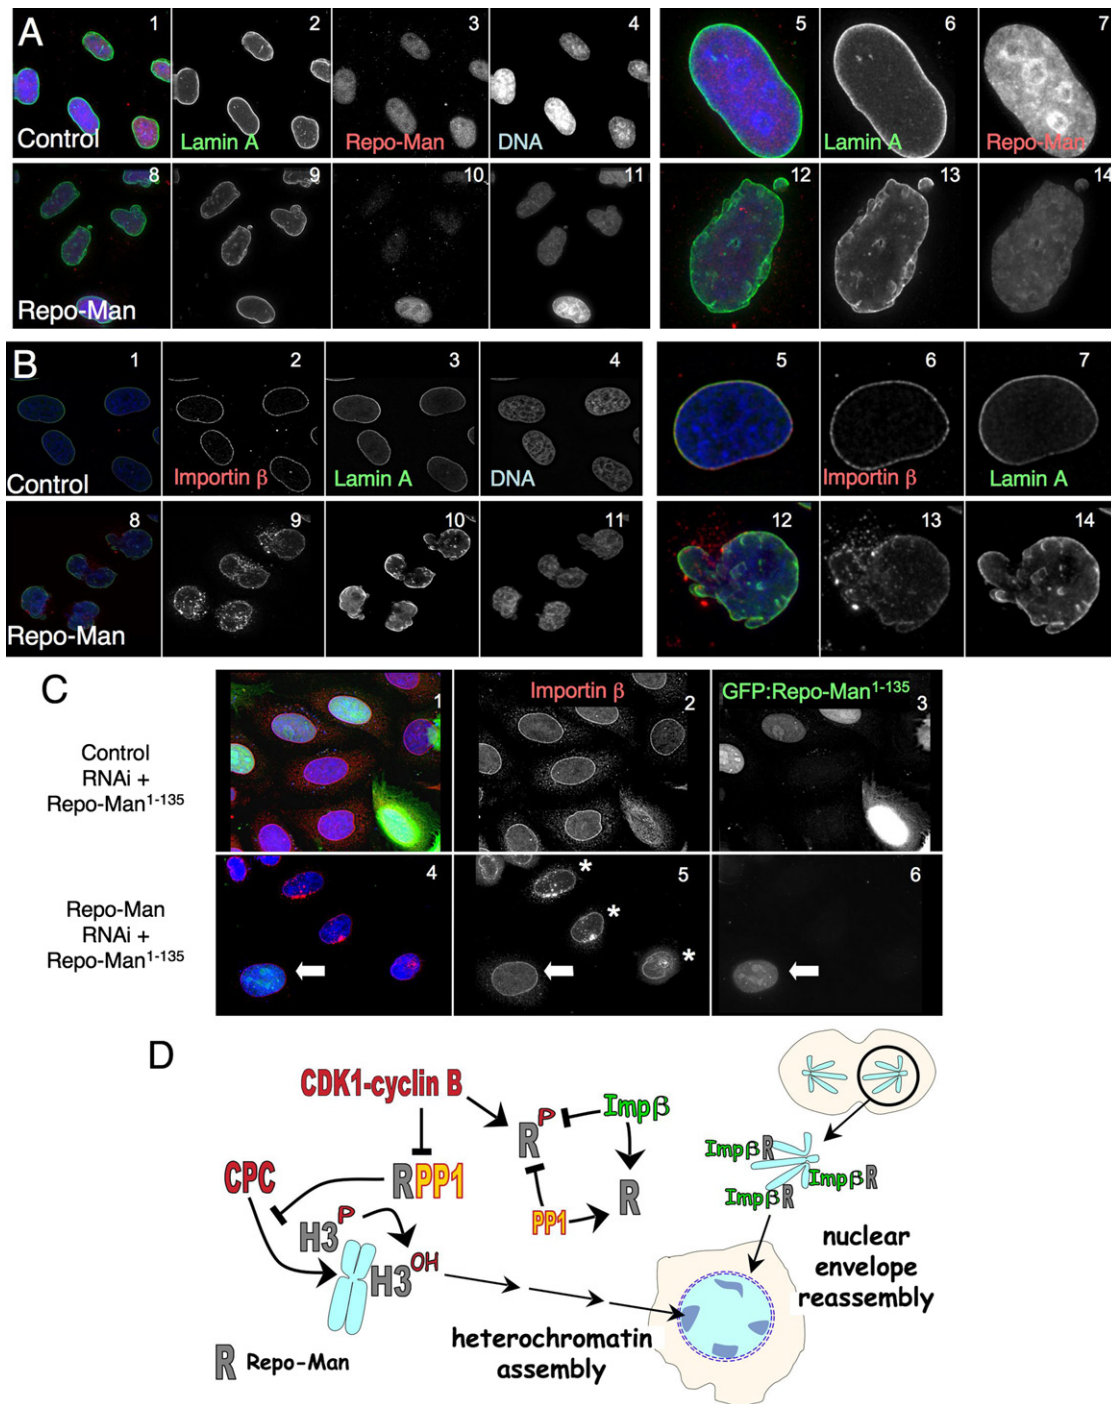 A
1
2
3
4
5
6
7
Control
Lamin A
Repo-Man
DNA
Lamin A
Repo-Man
8
9
10
11
12
13
14
Repo-Man
B
1
2
3
4
5
6
7
Control
Importin β
Lamin A
DNA
Importin β
Lamin A
8
9
10
11
12
13
14
Repo-Man
C
Control
RNAi +
Repo-Man1-135
1
Importin β
2
GFP:Repo-Man1-135
3
Repo-Man
RNAi +
Repo-Man1-135
4
* * *
5
6
D
CDK1-cyclin B
R P
Impβ
CPC
R PP1
PP1
R
H3 P
H3 OH
Impβ R
Impβ R
Impβ R
nuclear
envelope
reassembly
heterochromatin
assembly
R Repo-Man